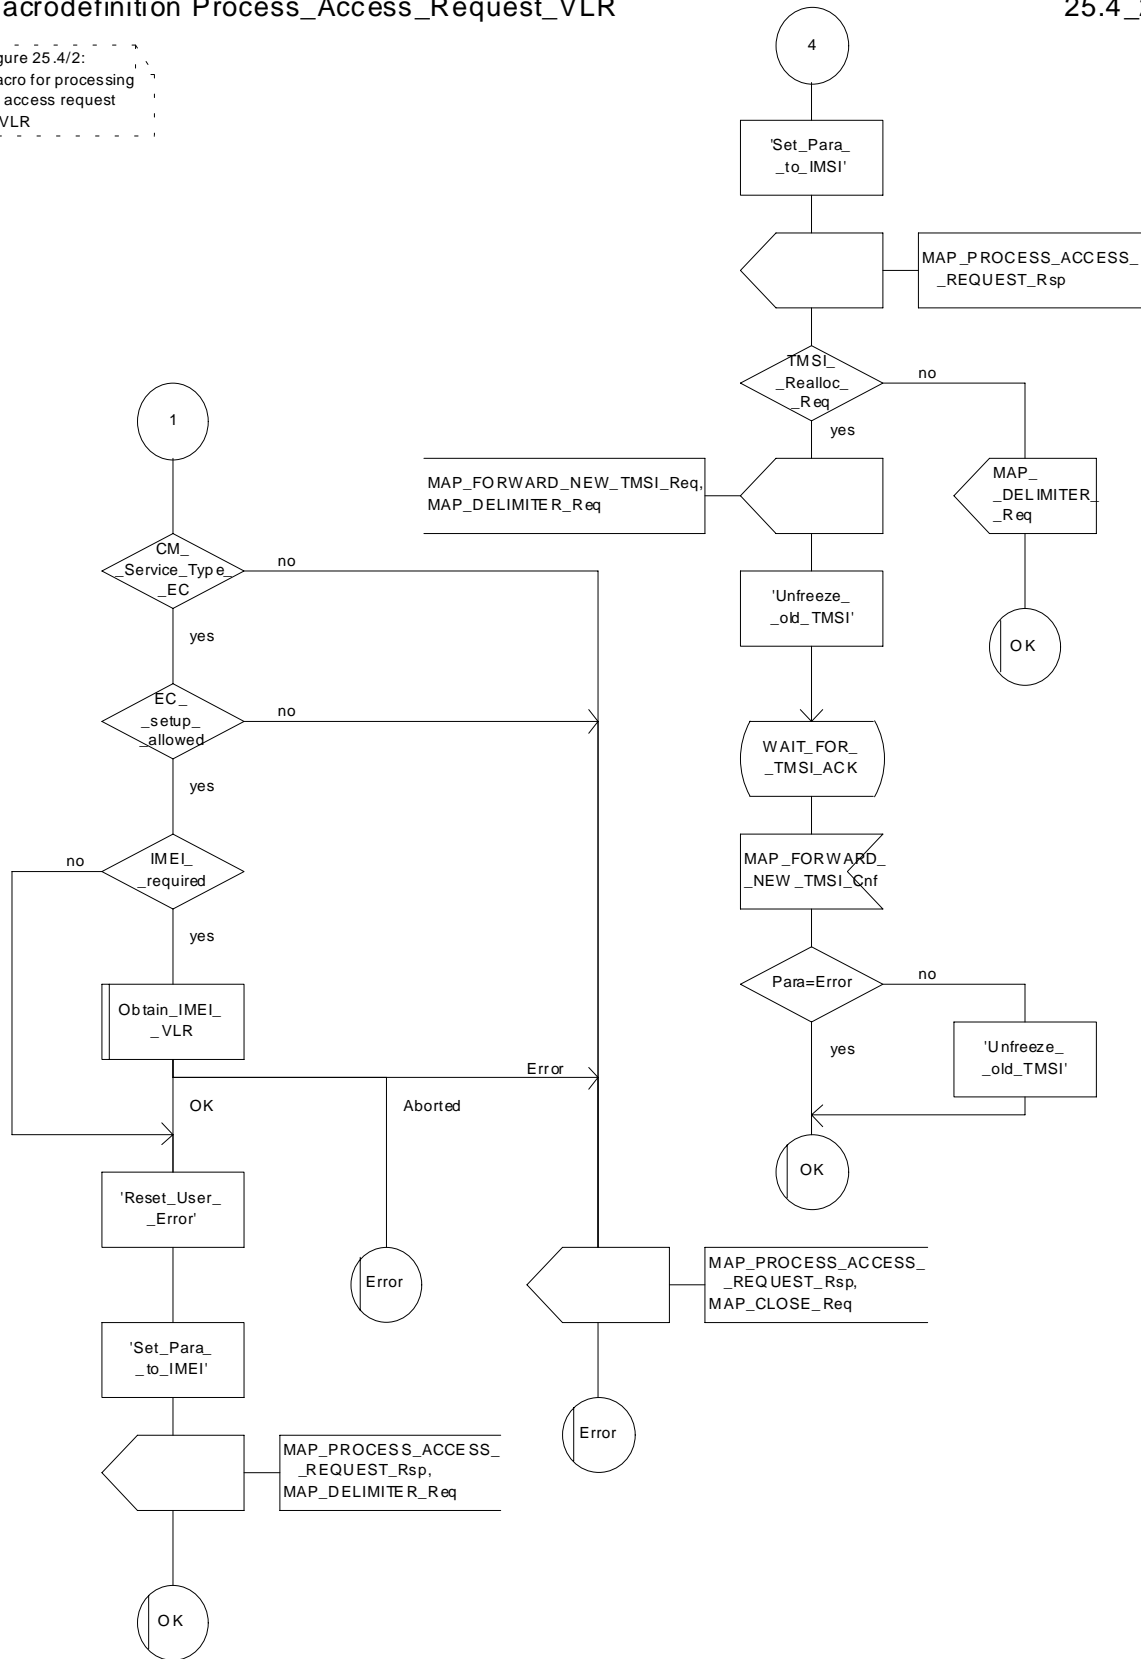 acrodefinition Process_Access_Request_VLR
25.4_2
gure 25.4/2:
acro for processing
access request
VLR
4
'Set_Para_
_to_IMSI'
MAP_PROCESS_ACCESS_
_REQUEST_Rsp
TMSI_
_Realloc_
_Req
no
yes
MAP_FORWARD_NEW_TMSI_Req,
MAP_DELIMITER_Req
MAP_
_DELIMITER_
_Req
'Unfreeze_
_old_TMSI'
OK
WAIT_FOR_
_TMSI_ACK
MAP_FORWARD_
_NEW_TMSI_Cnf
Para=Error
no
yes
'Unfreeze_
_old_TMSI'
OK
1
CM_
_Service_Type_
_EC
no
yes
EC_
_setup_
_allowed
no
yes
IMEI_
_required
no
yes
Obtain_IMEI_
_VLR
Error
OK
Aborted
'Reset_User_
_Error'
Error
MAP_PROCESS_ACCESS_
_REQUEST_Rsp,
MAP_CLOSE_Req
'Set_Para_
_to_IMEI'
Error
MAP_PROCESS_ACCESS_
_REQUEST_Rsp,
MAP_DELIMITER_Req
OK